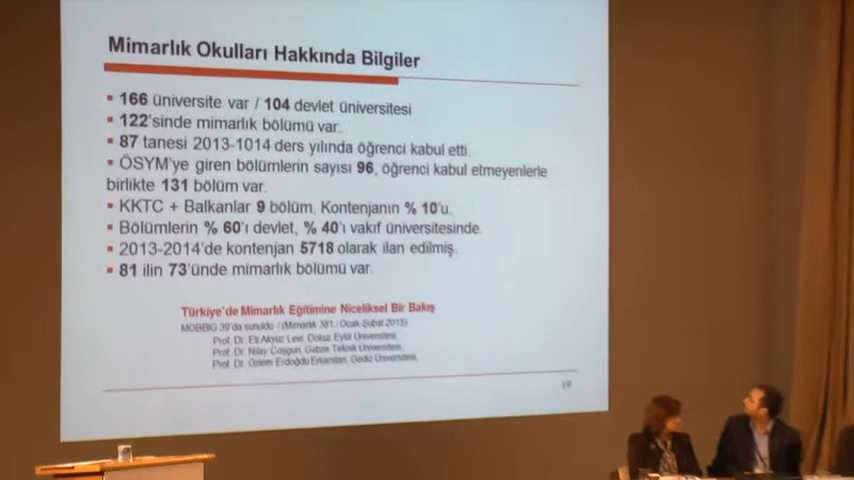 Mimarlık Okulları Hakkında Bilgiler
▪ 166 üniversite var / 104 devlet üniversitesi
▪ 122'sinde mimarlık bölümü var.
▪ 87 tanesi 2013-1014 ders yılında öğrenci kabul etti.
▪ ÖSYM'ye giren bölümlerin sayısı 96, öğrenci kabul etmeyenlerle
birlikte 131 bölüm var.
▪ KKTC + Balkanlar 9 bölüm. Kontenjanın % 10'u.
▪ Bölümlerin % 60'ı devlet, % 40'ı vakıf üniversitesinde.
▪ 2013-2014'de kontenjan 5718 olarak ilan edilmiş.
▪ 81 ilin 73'ünde mimarlık bölümü var.
Türkiye'de Mimarlık Eğitimine Niceliksel Bir Bakış
MOBBIG 39'da sunuldu / (Mimarlık 381 / Ocak-Şubat 2015)
Prof. Dr. Eti Akyüz Levi, Dokuz Eylül Üniversitesi,
Prof. Dr. Nilay Coşgun, Gebze Teknik Üniversitesi,
Prof. Dr. Özlem Erdoğdu Erkarslan, Gediz Üniversitesi,
19